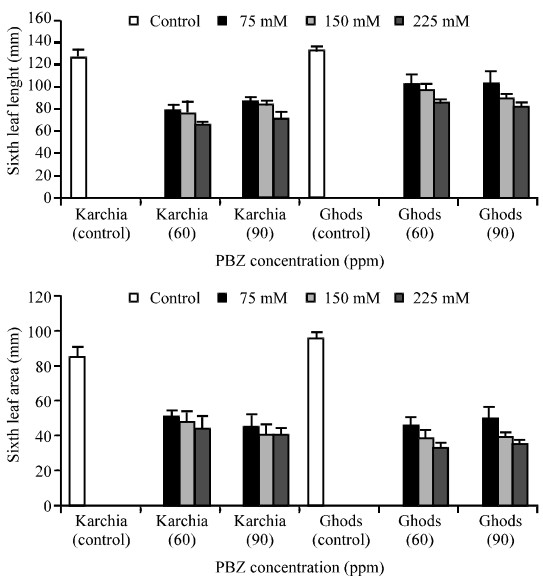 160
140
120
100
80
60
40
20
0
Sixth leaf lenght (mm)
Control 75 mM 150 mM 225 mM
Karchia (control) Karchia (60) Karchia (90) Ghods (control) Ghods (60) Ghods (90)
PBZ concentration (ppm)
120
100
80
60
40
20
0
Sixth leaf area (mm)
Control 75 mM 150 mM 225 mM
Karchia (control) Karchia (60) Karchia (90) Ghods (control) Ghods (60) Ghods (90)
PBZ concentration (ppm)